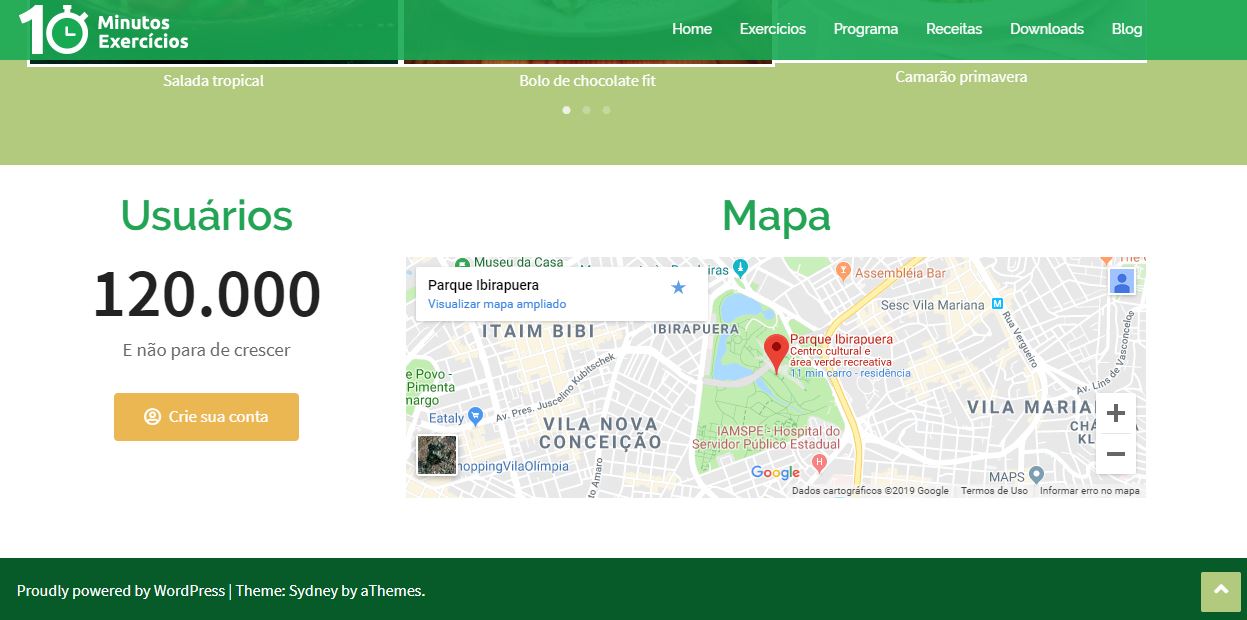 10 Minutos
Exercícios
Home Exercícios Programa Receitas Downloads Blog
Salada tropical
Bolo de chocolate fit
Camarão primavera
Usuários
120.000
E não para de crescer
Crie sua conta
Mapa
Museu da Casa
Parque Ibirapuera
Visualizar mapa ampliado
Assembléia Bar
Sesc Vila Mariana M
ITAIM BIBI
IBIRAPUERA
Rua Vergueiro
Av. Lins de Vasconcelos
Parque Ibirapuera
Centro cultural e
área verde recreativa
11 min carro - residência
e Povo -
Pimenta
margo
Av. Pres. Juscelino Kubitschek
Eataly
VILA NOVA
CONCEIÇÃO
VILA MARIA
IAMSPE - Hospital do
Servidor Público Estadual
H
hoppingVilaOlímpia
to Amaro
MAPS
Google
Dados cartográficos ©2019 Google Termos de Uso Informar erro no mapa
Proudly powered by WordPress | Theme: Sydney by aThemes.